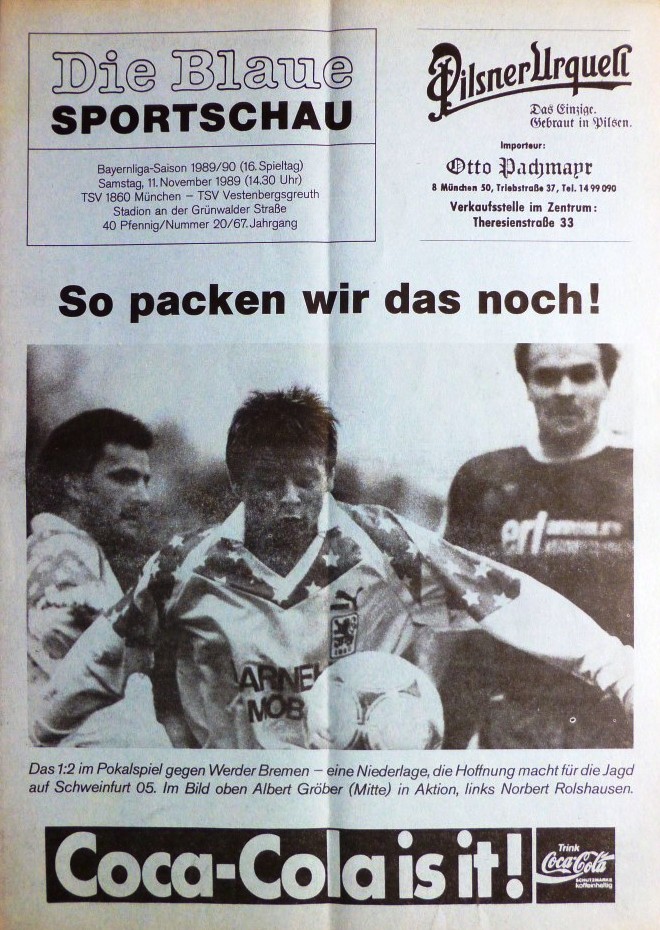 Die Blaue
SPORTSCHAU
Bayernliga-Saison 1989/90 (16. Spieltag)
Samstag, 11. November 1989 (14.30 Uhr)
TSV 1860 München – TSV Vestenbergsgreuth
Stadion an der Grünwalder Straße
40 Pfennig/Nummer 20/67. Jahrgang
Pilsner Urquell
Das Einzige.
Gebraut in Pilsen.
Importeur:
Otto Pachmayr
8 München 50, Triebstraße 37, Tel. 14 99 090
Verkaufsstelle im Zentrum:
Theresienstraße 33
So packen wir das noch!
erf
ARNE
MÖB
Das 1:2 im Pokalspiel gegen Werder Bremen – eine Niederlage, die Hoffnung macht für die Jagd
auf Schweinfurt 05. Im Bild oben Albert Gröber (Mitte) in Aktion, links Norbert Rolshausen.
Coca-Cola is it!
Trink
Coca-Cola
SCHUTZMARKE
koffeinhaltig